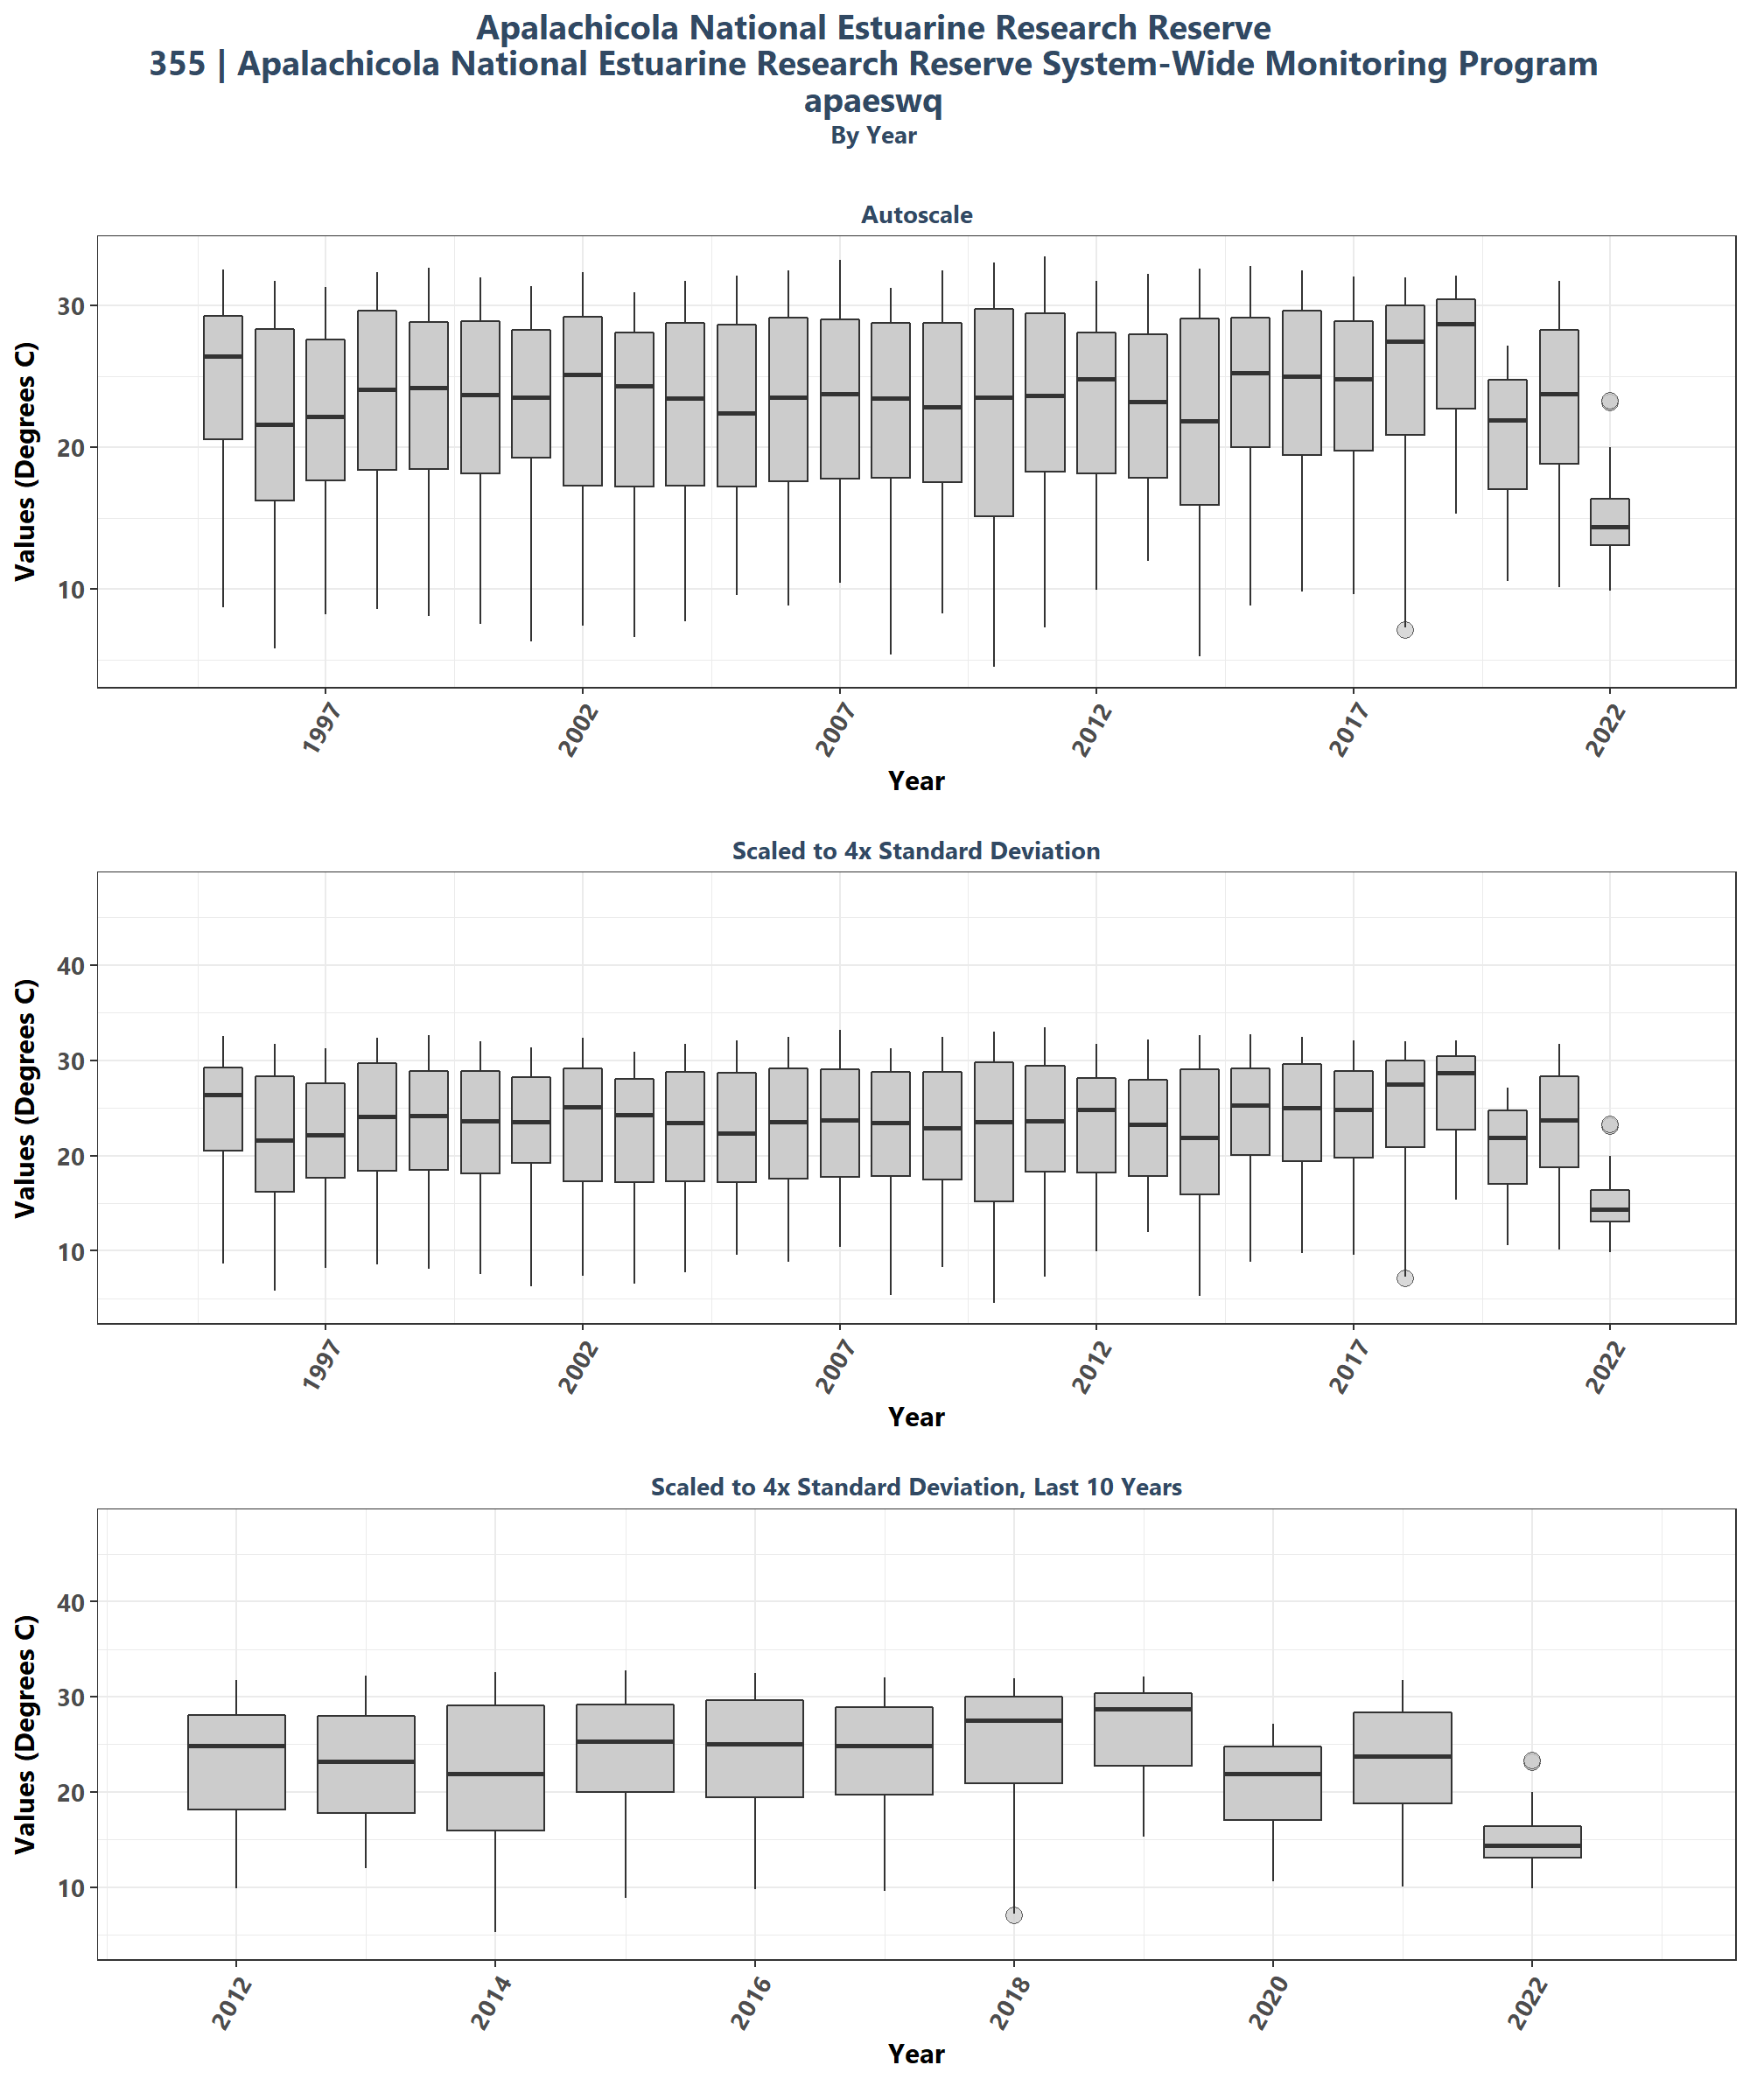 Apalachicola National Estuarine Research Reserve
355 | Apalachicola National Estuarine Research Reserve System-Wide Monitoring Program
apaeswq
By Year
Autoscale
Values (Degrees C)
30
20
10
1997
2002
2007
2012
2017
2022
Year
Scaled to 4x Standard Deviation
Values (Degrees C)
40
30
20
10
1997
2002
2007
2012
2017
2022
Year
Scaled to 4x Standard Deviation, Last 10 Years
Values (Degrees C)
40
30
20
10
2012
2014
2016
2018
2020
2022
Year